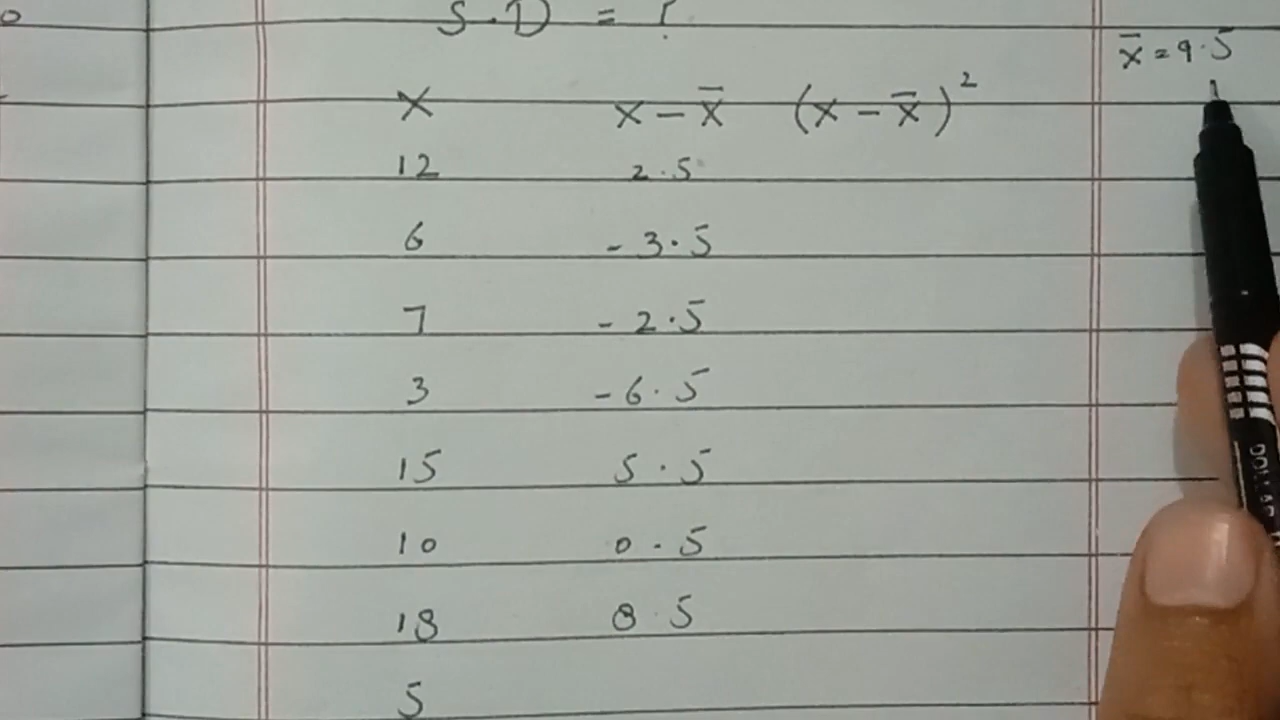 S.D = ?
x̄ = 9.5
x x - x̄ (x - x̄)²
12 2.5
6 - 3.5
7 - 2.5
3 - 6.5
15 5.5
10 0.5
18 8.5
5